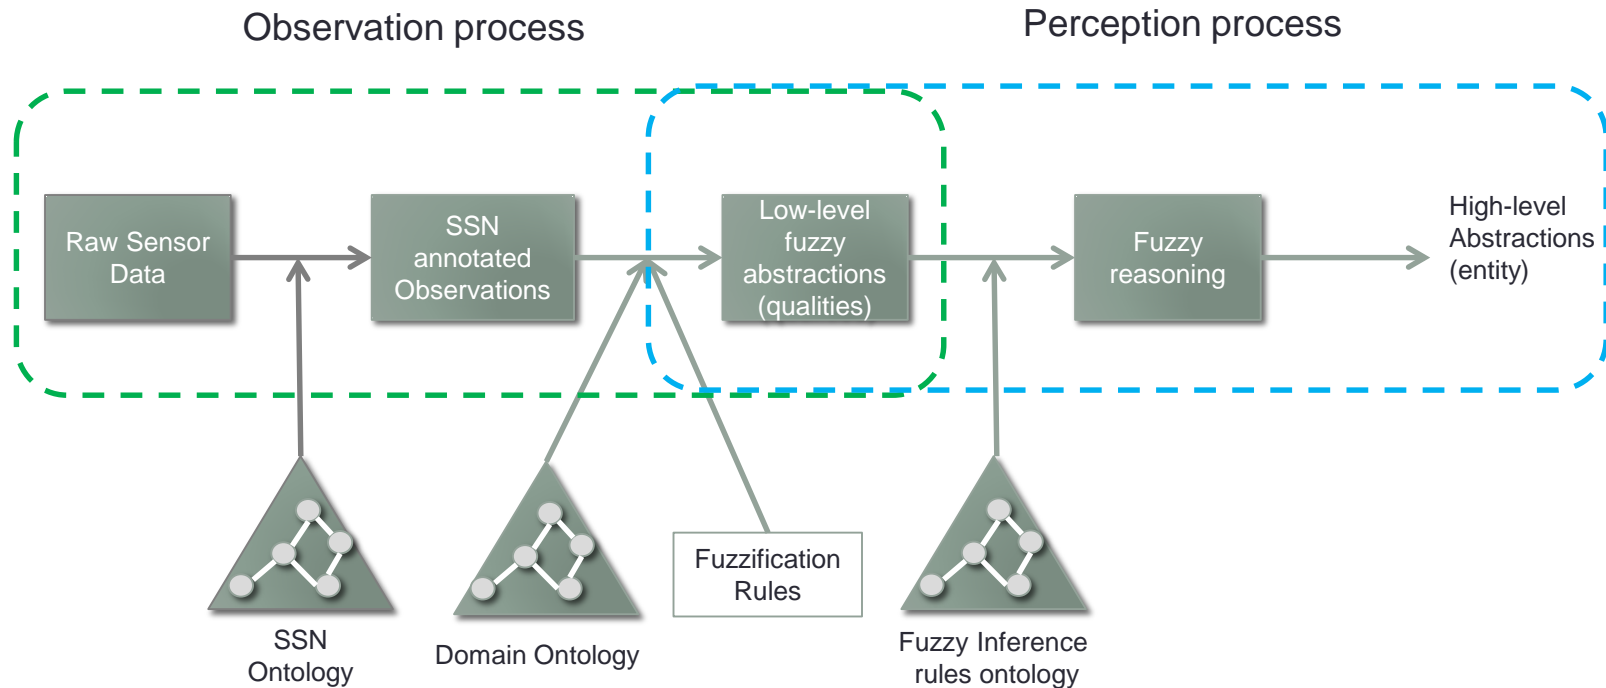 Observation process
Perception process
Raw Sensor
Data
SSN
annotated
Observations
Low-level
fuzzy
abstractions
(qualities)
Fuzzy
reasoning
High-level
Abstractions
(entity)
SSN
Ontology
Domain Ontology
Fuzzification
Rules
Fuzzy Inference
rules ontology